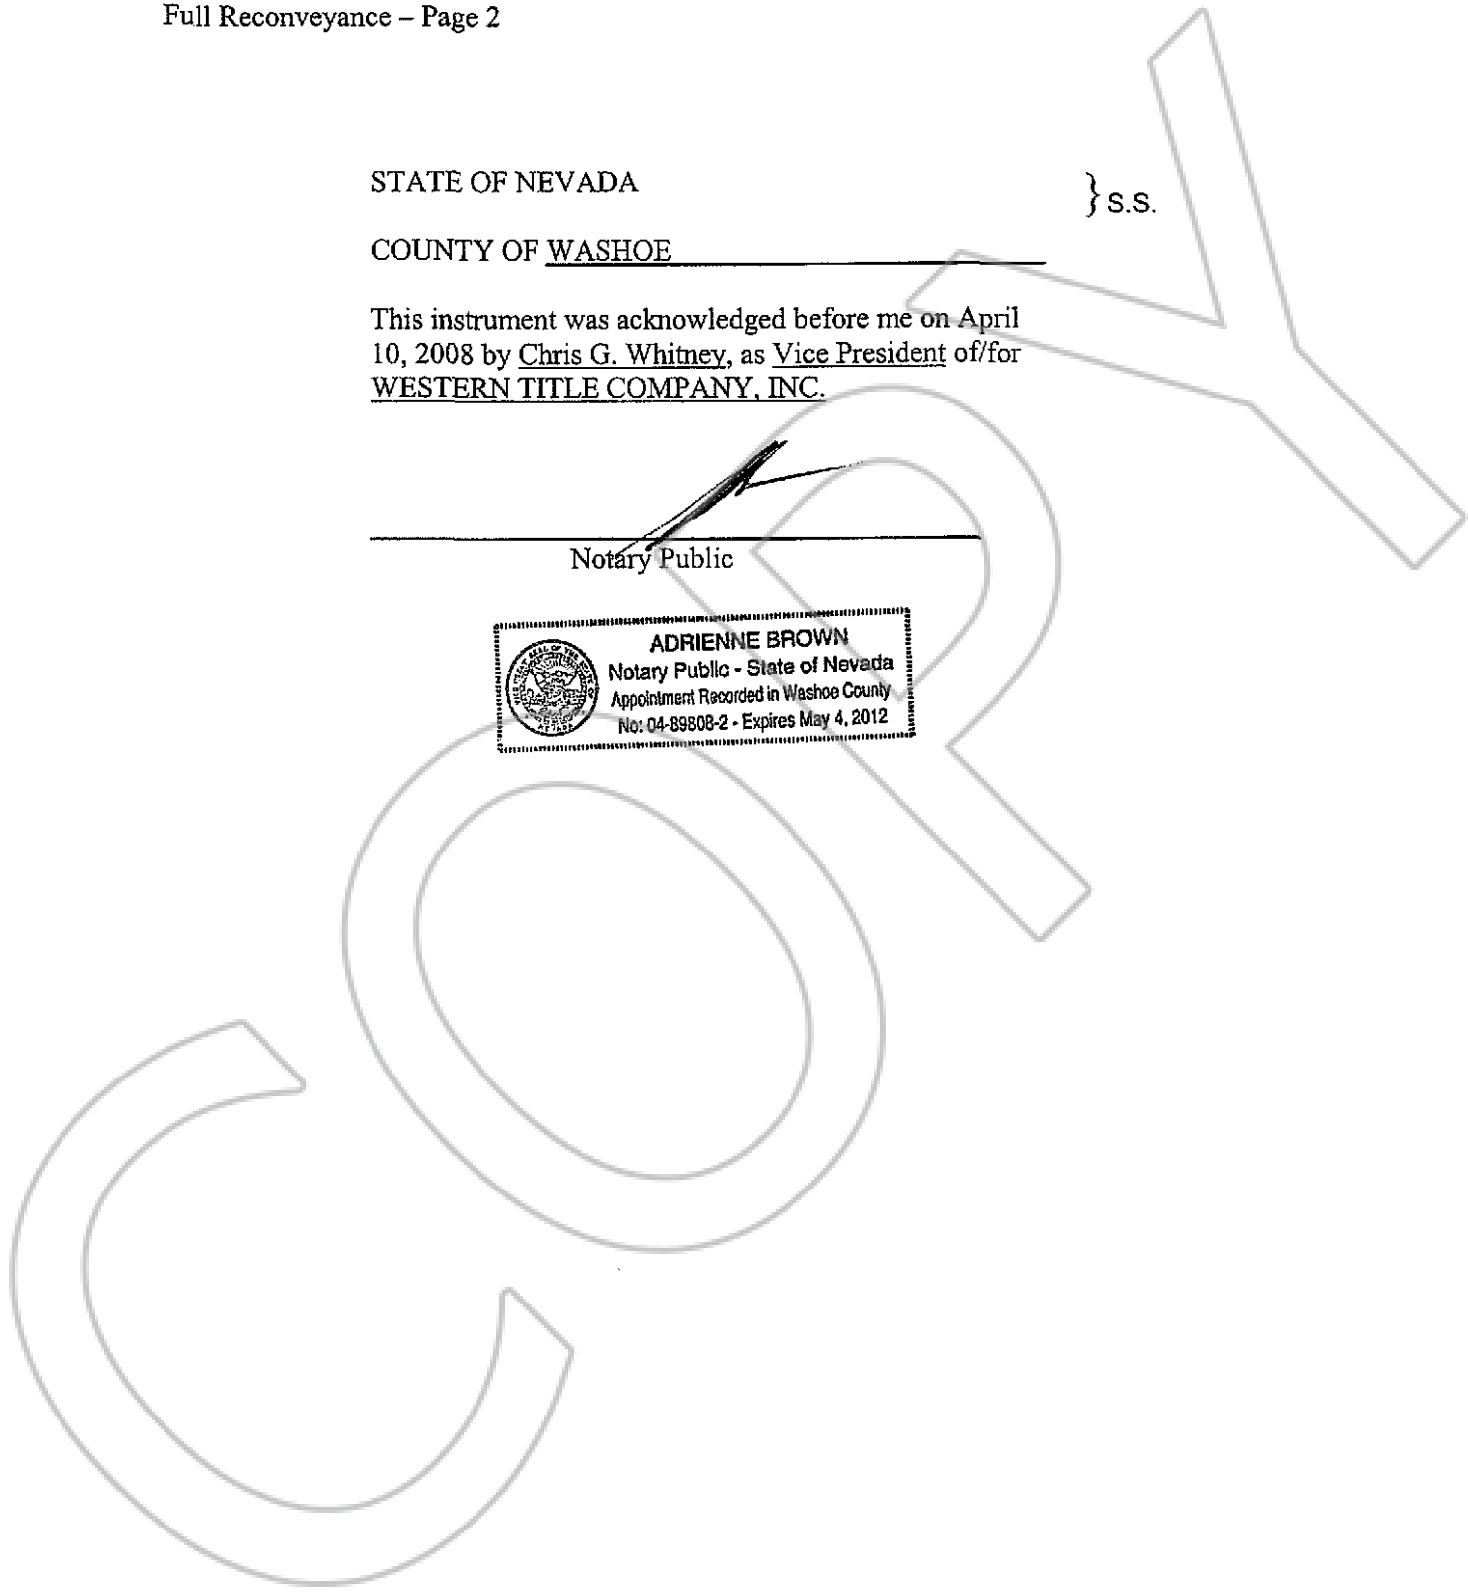 Full Reconveyance – Page 2
STATE OF NEVADA
} s.s.
COUNTY OF WASHOE
This instrument was acknowledged before me on April
10, 2008 by Chris G. Whitney, as Vice President of/for
WESTERN TITLE COMPANY, INC.
Notary Public
ADRIENNE BROWN
Notary Public - State of Nevada
Appointment Recorded in Washoe County
No: 04-89808-2 - Expires May 4, 2012
COPY